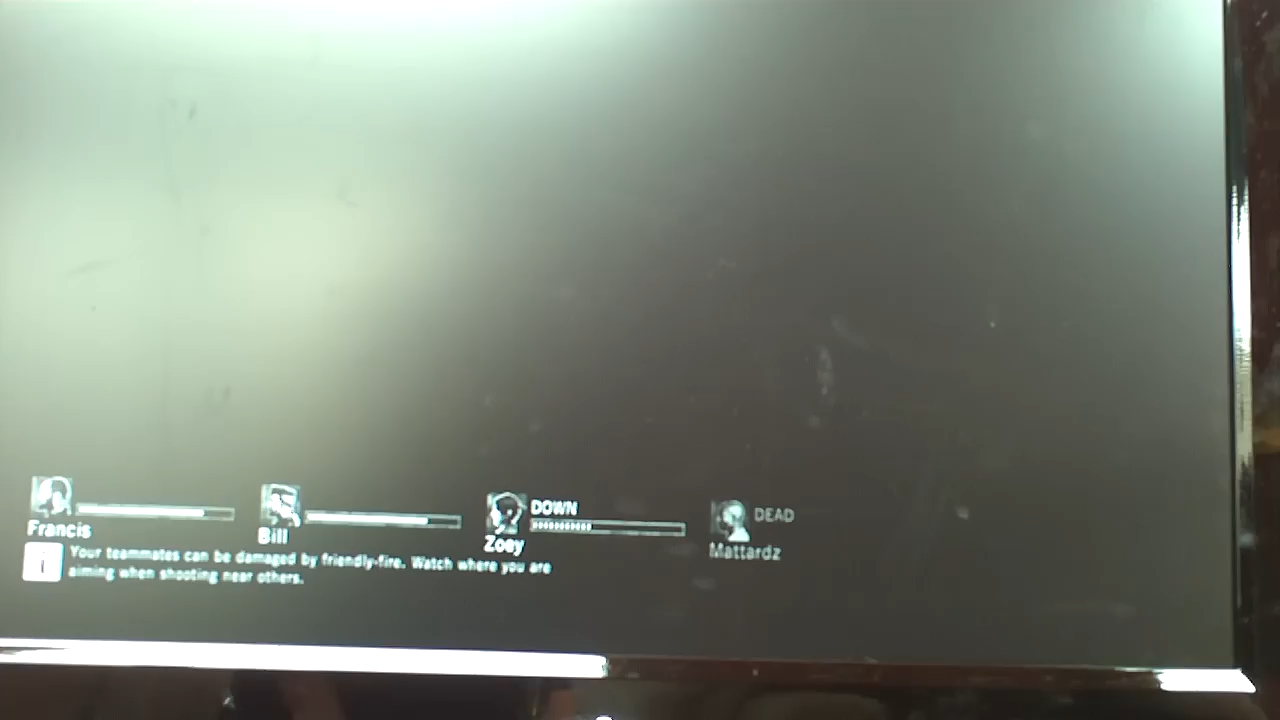 DOWN
DEAD
Francis
Bill
Zoey
Mattardz
i Your teammates can be damaged by friendly-fire. Watch where you are
aiming when shooting near others.